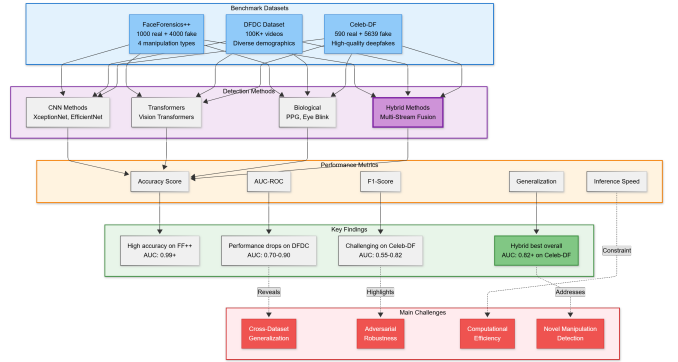 Benchmark Datasets
FaceForensics++
1000 real + 4000 fake
4 manipulation types
DFDC Dataset
100K+ videos
Diverse demographics
Celeb-DF
590 real + 5639 fake
High-quality deepfakes
Detection Methods
CNN Methods
XceptionNet, EfficientNet
Transformers
Vision Transformers
Biological
PPG, Eye Blink
Hybrid Methods
Multi-Stream Fusion
Performance Metrics
Accuracy Score
AUC-ROC
F1-Score
Generalization
Inference Speed
Key Findings
High accuracy on FF++
AUC: 0.99+
Performance drops on DFDC
AUC: 0.70-0.90
Challenging on Celeb-DF
AUC: 0.55-0.82
Hybrid best overall
AUC: 0.82+ on Celeb-DF
Constraint
Reveals
Highlights
Addresses
Main Challenges
Cross-Dataset
Generalization
Adversarial
Robustness
Computational
Efficiency
Novel Manipulation
Detection